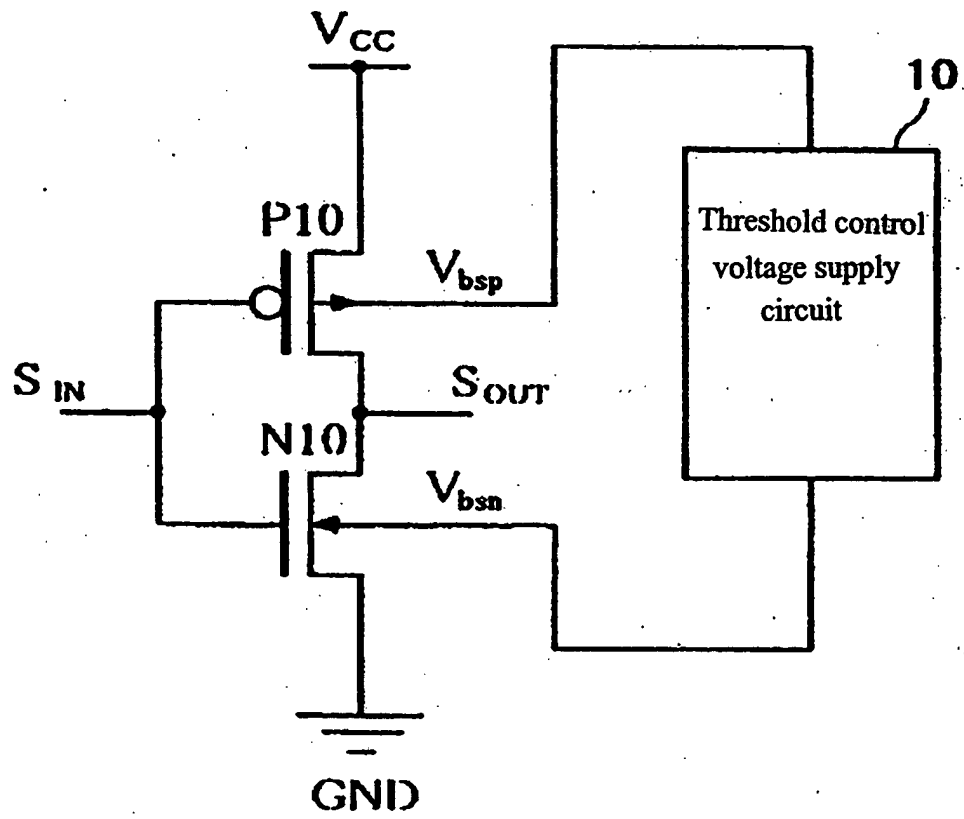 VCC
10
P10
Threshold control
voltage supply
circuit
Vbsp
SIN
SOUT
N10
Vbsn
GND